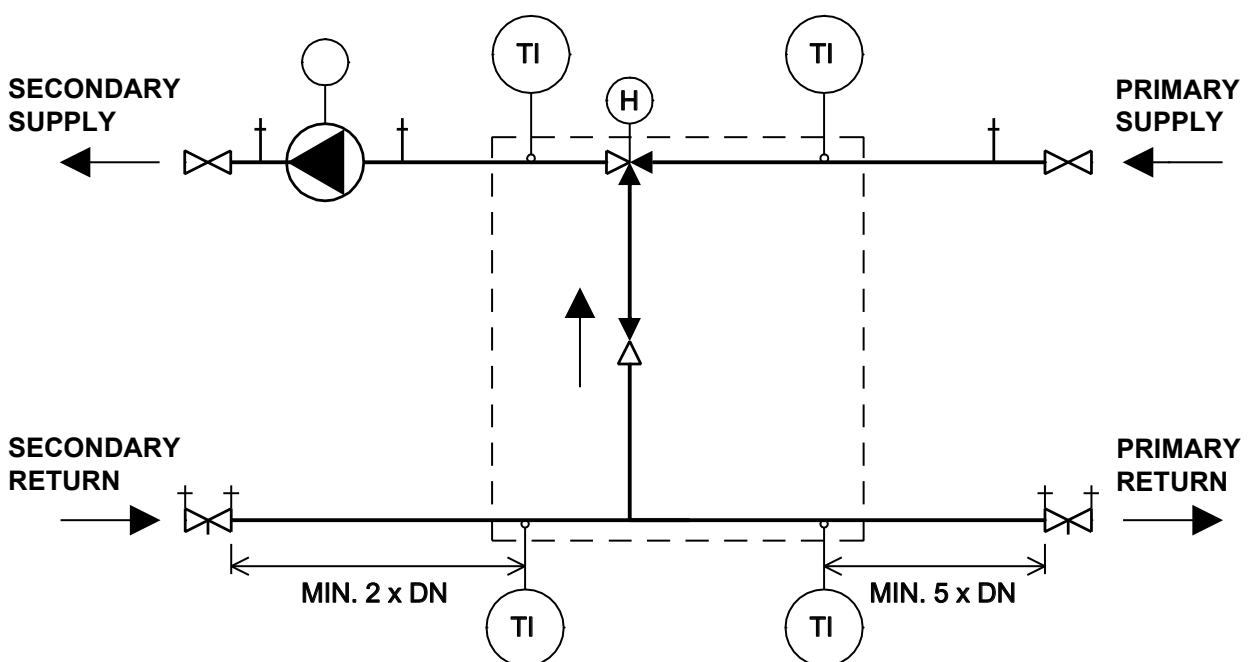 TI
TI
SECONDARY
SUPPLY
H
PRIMARY
SUPPLY
SECONDARY
RETURN
PRIMARY
RETURN
MIN. 2 x DN
MIN. 5 x DN
TI
TI